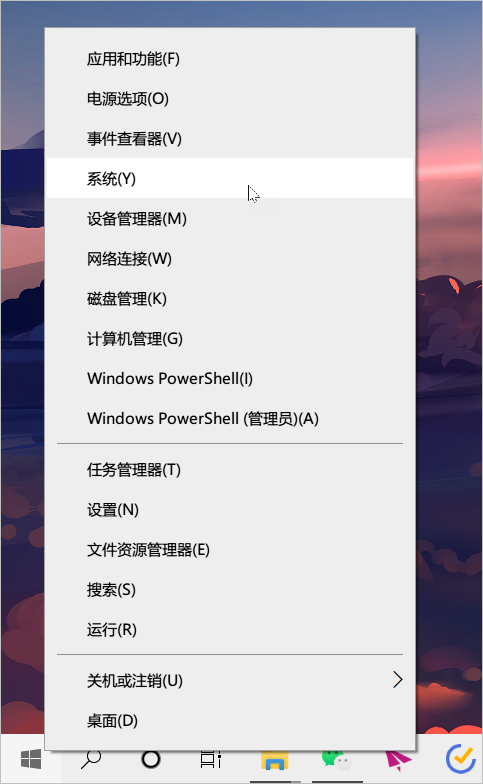 应用和功能(F)
电源选项(O)
事件查看器(V)
系统(Y)
设备管理器(M)
网络连接(W)
磁盘管理(K)
计算机管理(G)
Windows PowerShell(I)
Windows PowerShell (管理员)(A)
任务管理器(T)
设置(N)
文件资源管理器(E)
搜索(S)
运行(R)
关机或注销(U)
桌面(D)